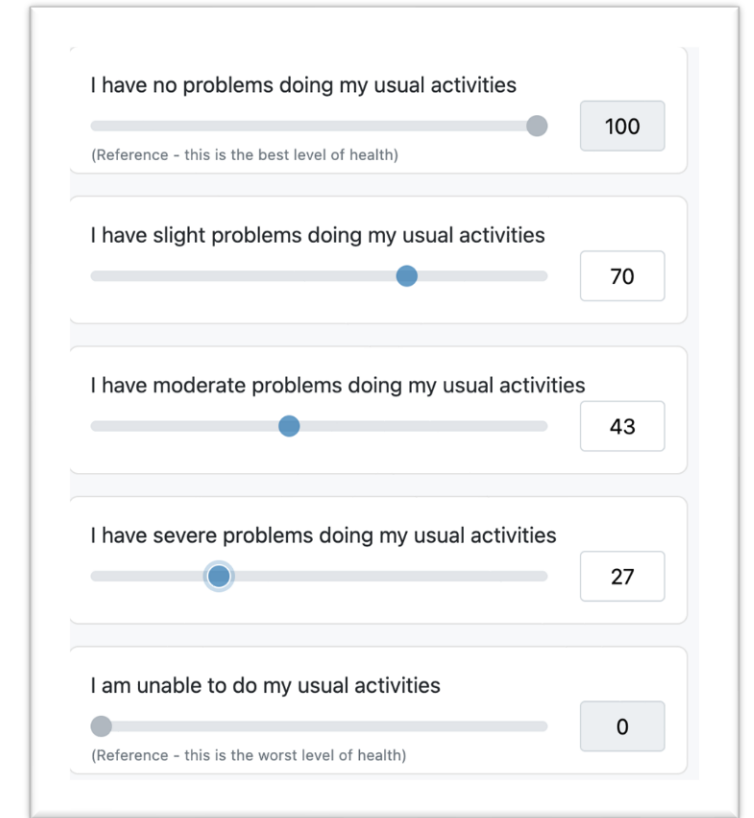 I have no problems doing my usual activities
100
(Reference - this is the best level of health)
I have slight problems doing my usual activities
70
I have moderate problems doing my usual activities
43
I have severe problems doing my usual activities
27
I am unable to do my usual activities
0
(Reference - this is the worst level of health)